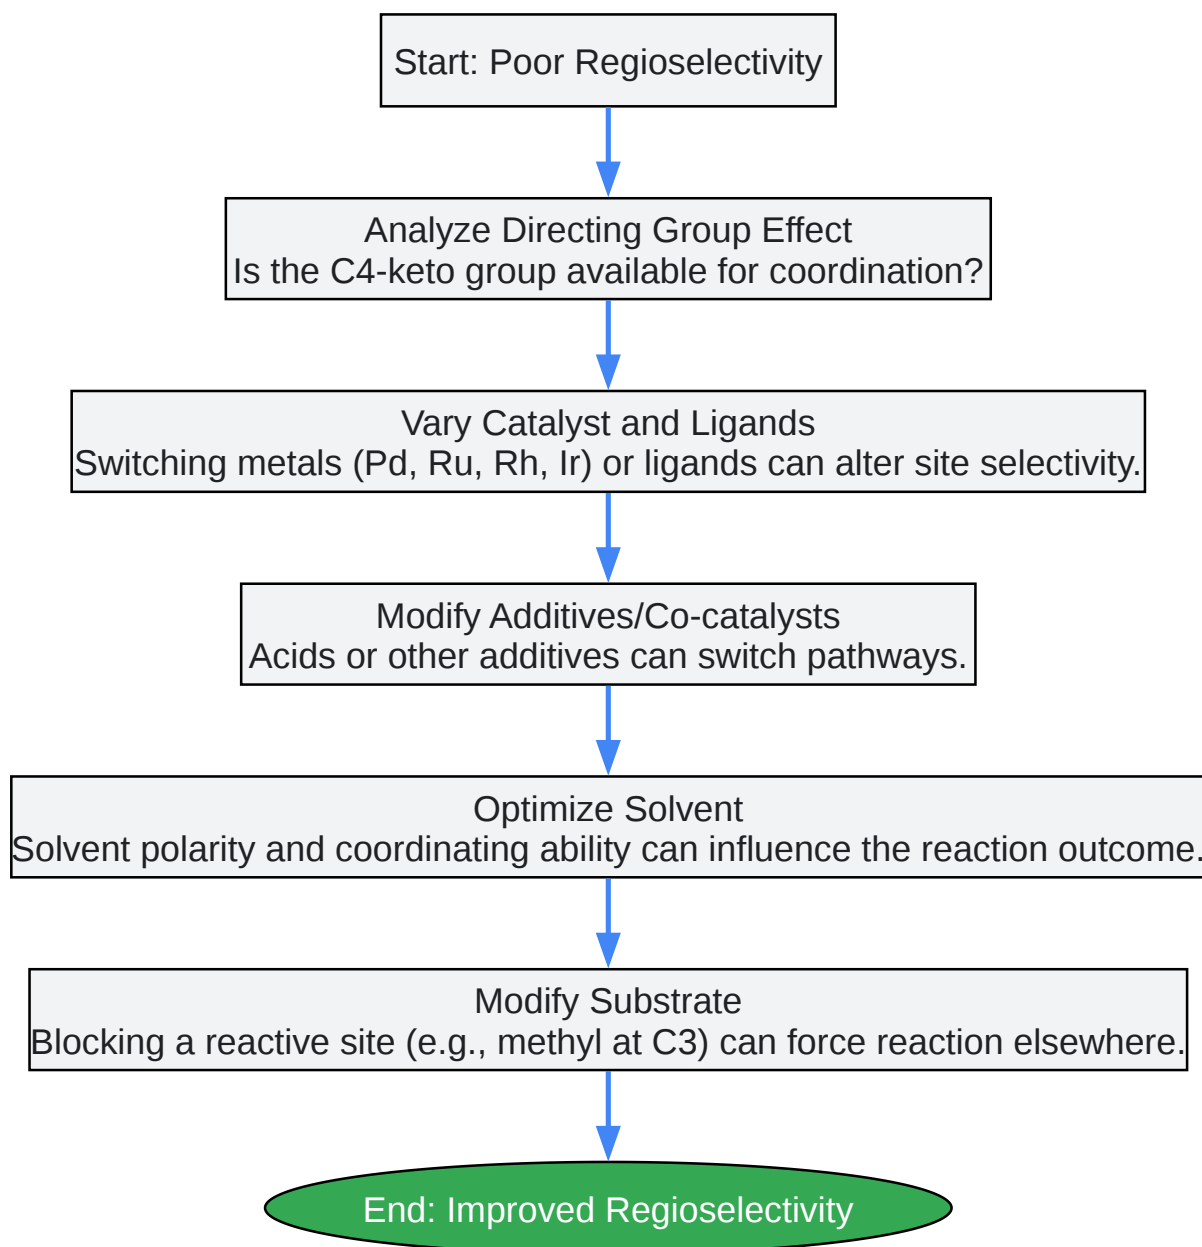 Start: Poor Regioselectivity
Analyze Directing Group Effect
Is the C4-keto group available for coordination?
Vary Catalyst and Ligands
Switching metals (Pd, Ru, Rh, Ir) or ligands can alter site selectivity.
Modify Additives/Co-catalysts
Acids or other additives can switch pathways.
Optimize Solvent
Solvent polarity and coordinating ability can influence the reaction outcome.
Modify Substrate
Blocking a reactive site (e.g., methyl at C3) can force reaction elsewhere.
End: Improved Regioselectivity